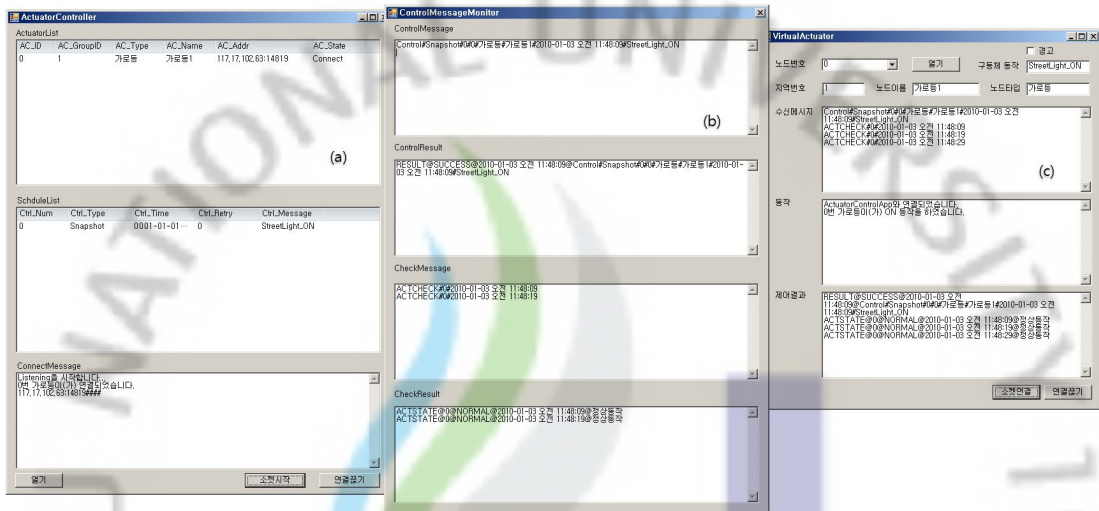 ActuatorController
ActuatorList
AC_ID AC_GroupID AC_Type AC_Name AC_Addr AC_State
0 1 가로등 가로등1 117,17,102,63:14819 Connect
(a)
SchduleList
Ctrl_Num Ctrl_Type Ctrl_Time Ctrl_Retry Ctrl_Message
0 Snapshot 0001-01-01 ··· 0 StreetLight_ON
ConnectMessage
Listening을 시작합니다...
0번 가로등이(가) 연결되었습니다.
117,17,102,63:14819####
열기 소켓시작 연결끊기
ControlMessageMonitor
ControlMessage
Control#Snapshot#0#0#가로등#가로등1#2010-01-03 오전 11:48:09#StreetLight_ON
(b)
ControlResult
RESULT@SUCCESS@2010-01-03 오전 11:48:09@Control#Snapshot#0#0#가로등#가로등1#2010-01-
03 오전 11:48:09#StreetLight_ON
CheckMessage
ACTCHECK#0#2010-01-03 오전 11:48:09
ACTCHECK#0#2010-01-03 오전 11:48:19
CheckResult
ACTSTATE@0@NORMAL@2010-01-03 오전 11:48:09@정상동작
ACTSTATE@0@NORMAL@2010-01-03 오전 11:48:19@정상동작
VirtualActuator
경고
노드번호 0 열기 구동체 동작 StreetLight_ON
지역번호 1 노드이름 가로등1 노드타입 가로등
수신메시지
Control#Snapshot#0#0#가로등#가로등1#2010-01-03 오전
11:48:09#StreetLight_ON
ACTCHECK#0#2010-01-03 오전 11:48:09
ACTCHECK#0#2010-01-03 오전 11:48:19
ACTCHECK#0#2010-01-03 오전 11:48:29
(c)
동작
ActuatorControlApp와 연결되었습니다.
0번 가로등이(가) ON 동작을 하였습니다.
제어결과
RESULT@SUCCESS@2010-01-03 오전
11:48:09@Control#Snapshot#0#0#가로등#가로등1#2010-01-03 오전
11:48:09#StreetLight_ON
ACTSTATE@0@NORMAL@2010-01-03 오전 11:48:09@정상동작
ACTSTATE@0@NORMAL@2010-01-03 오전 11:48:19@정상동작
ACTSTATE@0@NORMAL@2010-01-03 오전 11:48:29@정상동작
소켓연결 연결끊기
NATIONAL UNIVERSITY